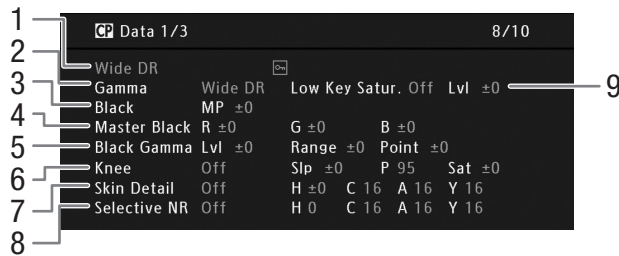 CP Data 1/3 8/10
1 Wide DR
2 Gamma Wide DR Low Key Satur. Off Lvl ±0 9
3 Black MP ±0
4 Master Black R ±0 G ±0 B ±0
5 Black Gamma Lvl ±0 Range ±0 Point ±0
6 Knee Off Slp ±0 P 95 Sat ±0
7 Skin Detail Off H ±0 C 16 A 16 Y 16
8 Selective NR Off H 0 C 16 A 16 Y 16